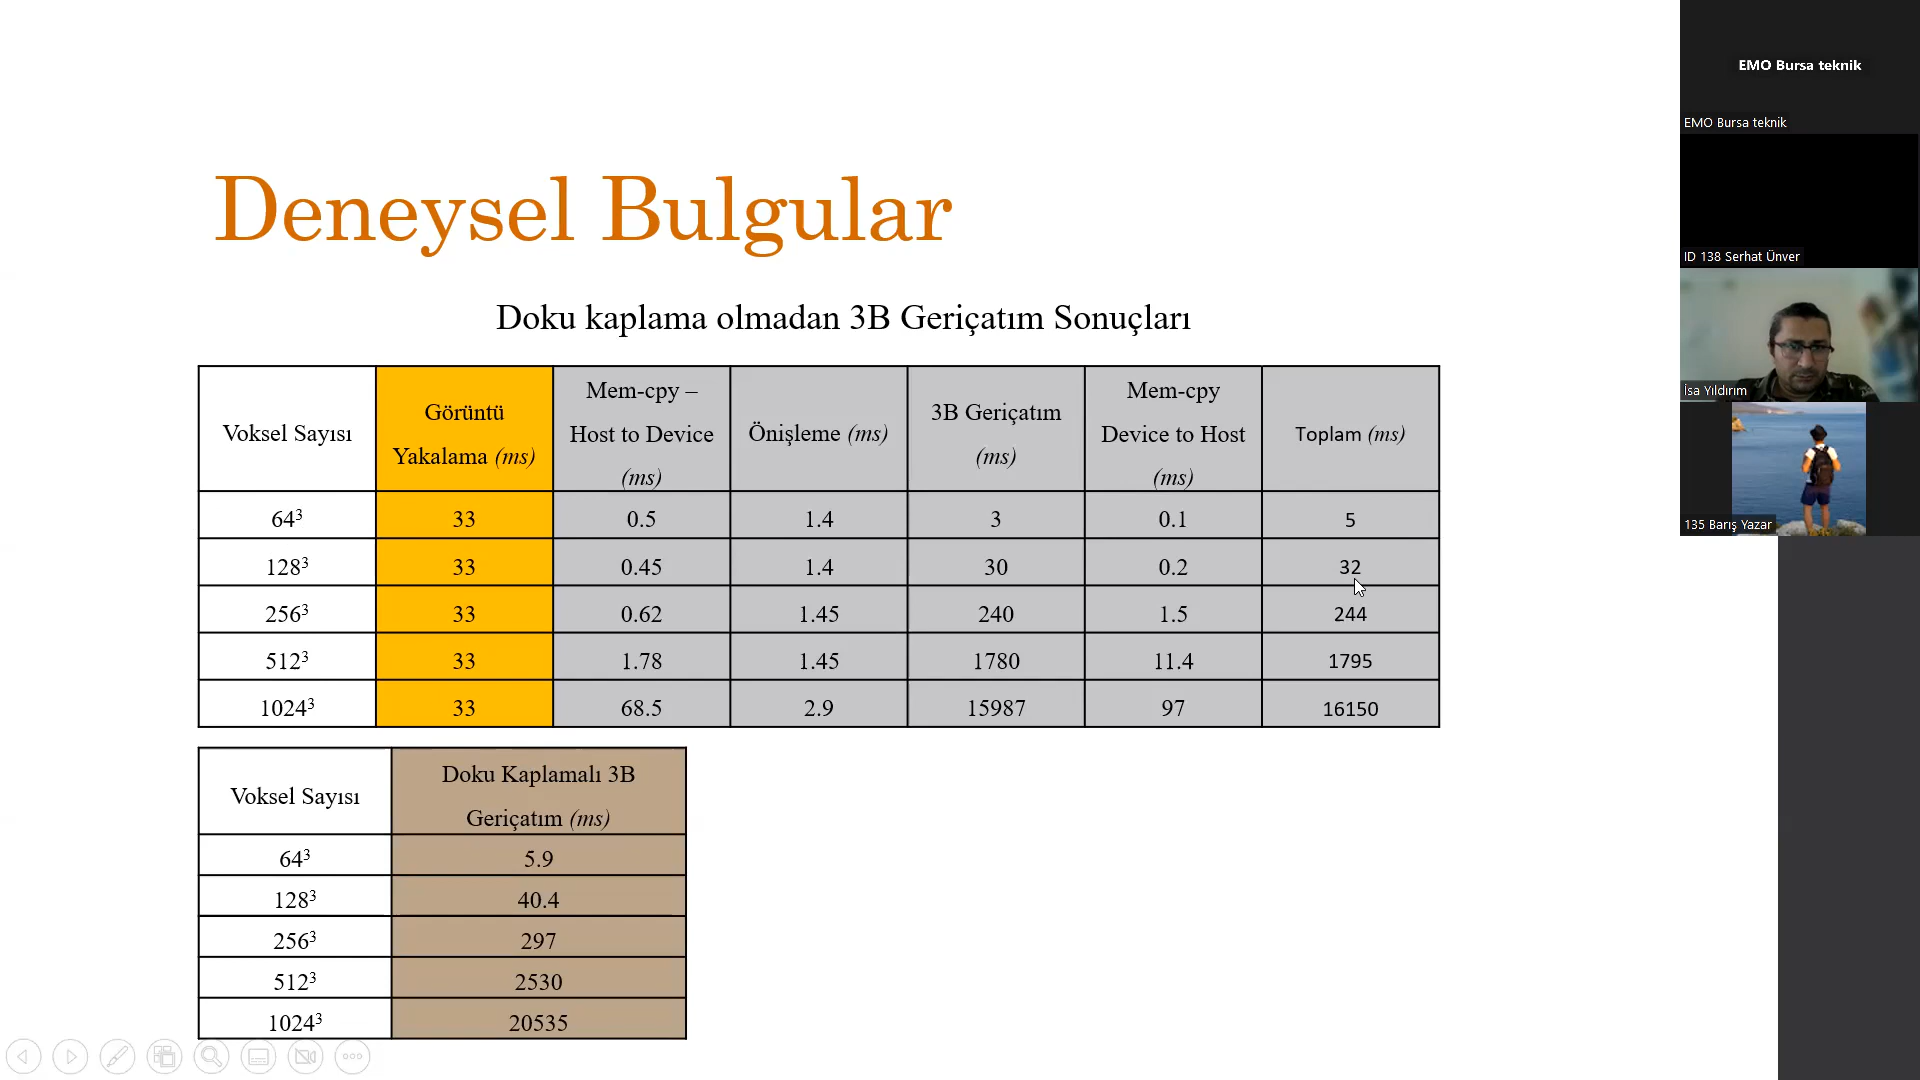 Deneysel Bulgular
Doku kaplama olmadan 3B Geriçatım Sonuçları
Voksel Sayısı
Görüntü
Yakalama (ms)
Mem-cpy –
Host to Device
(ms)
Önişleme (ms)
3B Geriçatım
(ms)
Mem-cpy
Device to Host
(ms)
Toplam (ms)
64³ 33 0.5 1.4 3 0.1 5
128³ 33 0.45 1.4 30 0.2 32
256³ 33 0.62 1.45 240 1.5 244
512³ 33 1.78 1.45 1780 11.4 1795
1024³ 33 68.5 2.9 15987 97 16150
Voksel Sayısı
Doku Kaplamalı 3B
Geriçatım (ms)
64³ 5.9
128³ 40.4
256³ 297
512³ 2530
1024³ 20535
EMO Bursa teknik
EMO Bursa teknik
ID 138 Serhat Ünver
İsa Yıldırım
135 Barış Yazar